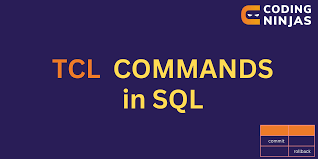 CODING
NINJAS
TCL COMMANDS
in SQL
commit
rollback